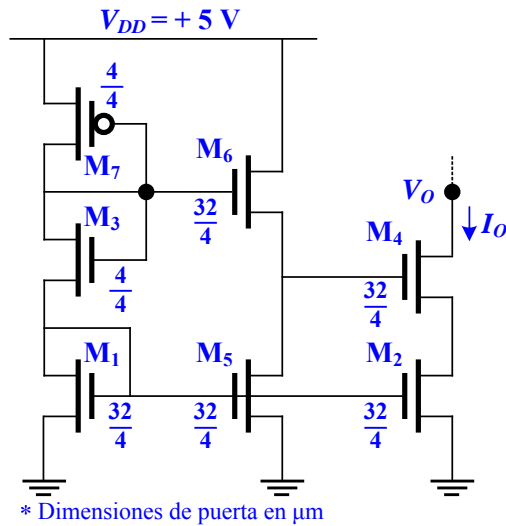 V_DD = + 5 V
4
4
M₇
M₆
32
4
V_O
I_O
M₃
4
4
M₄
32
4
M₁
32
4
M₅
32
4
M₂
32
4
* Dimensiones de puerta en µm